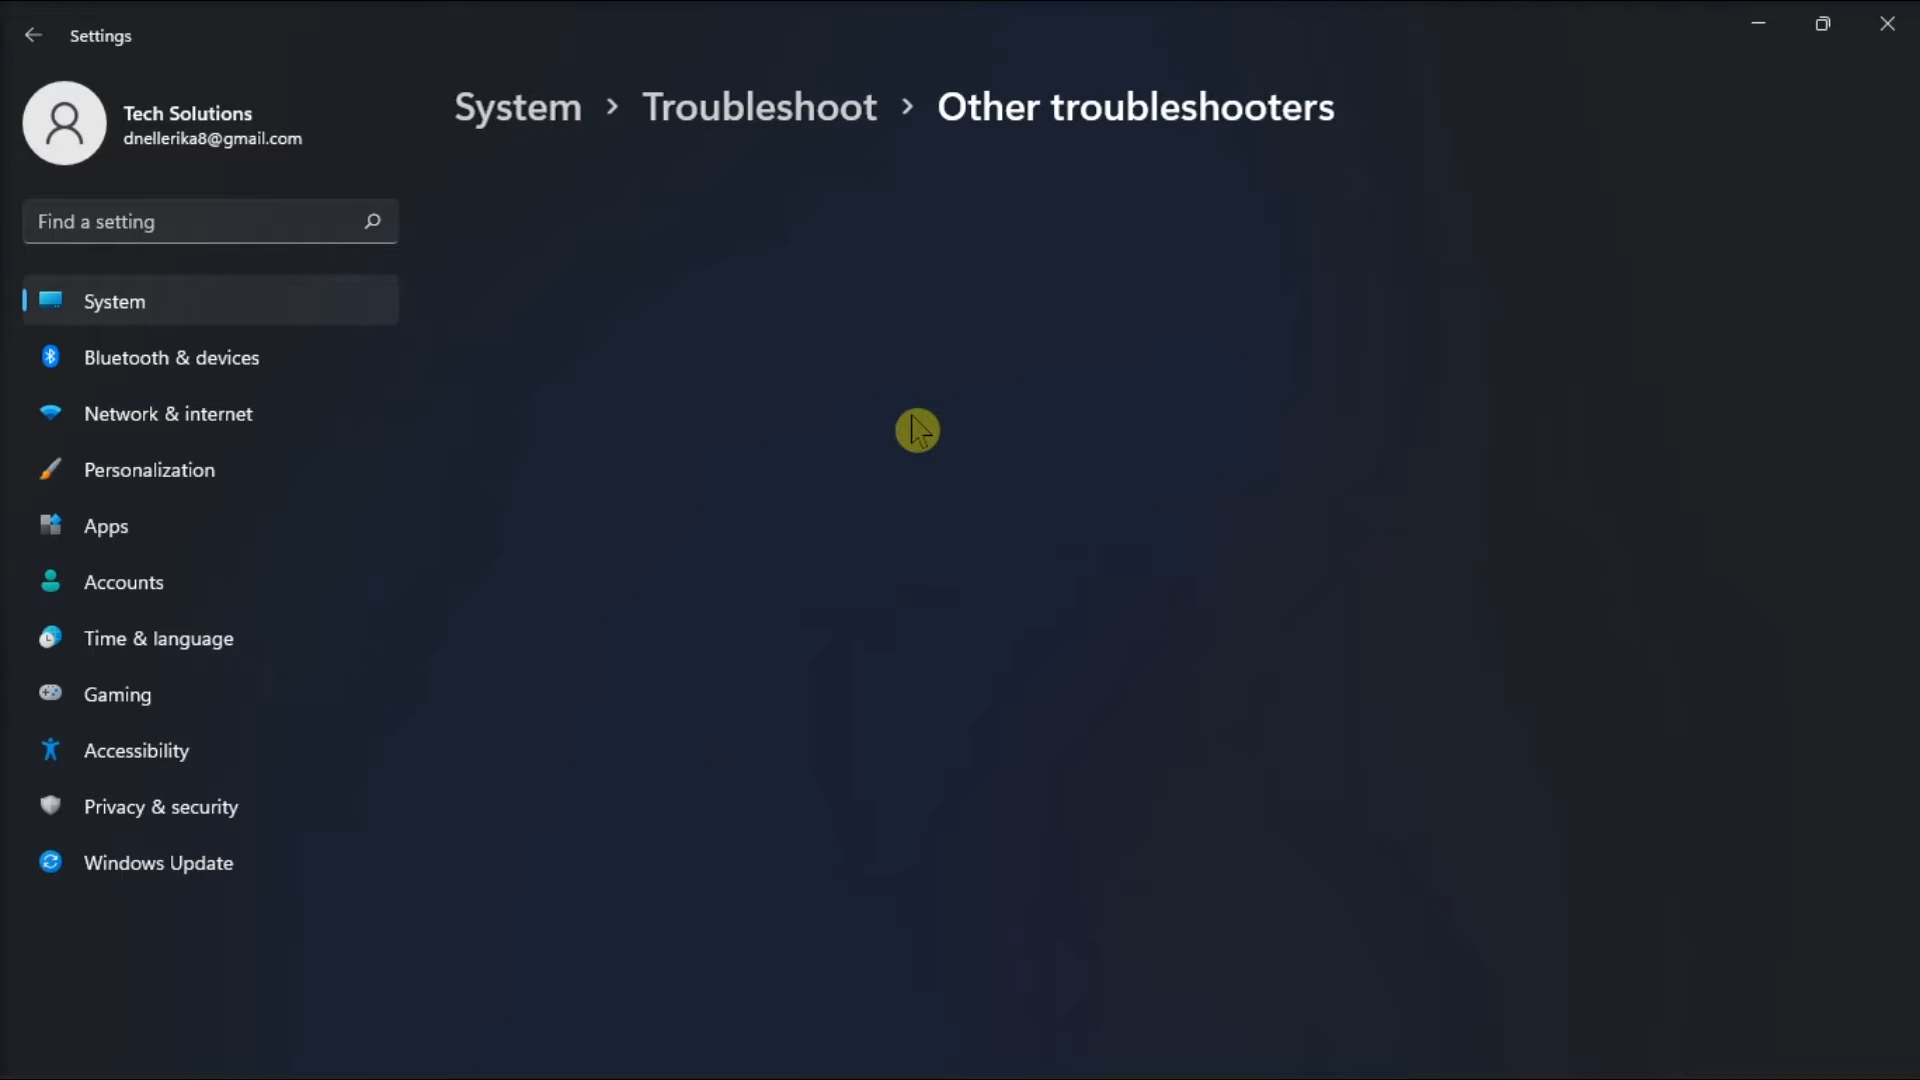 Settings
Tech Solutions
dnellerika8@gmail.com
System > Troubleshoot > Other troubleshooters
Find a setting
System
Bluetooth & devices
Network & internet
Personalization
Apps
Accounts
Time & language
Gaming
Accessibility
Privacy & security
Windows Update